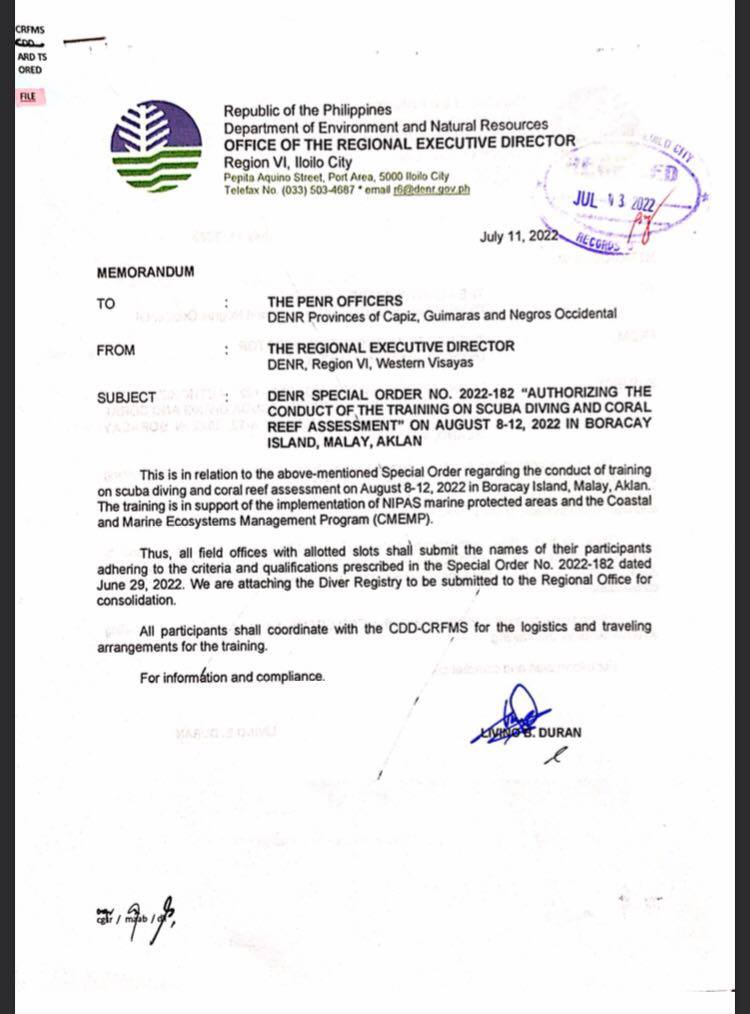 CRFMS
CDD
ARD TS
ORED
FILE
Republic of the Philippines
Department of Environment and Natural Resources
OFFICE OF THE REGIONAL EXECUTIVE DIRECTOR
Region VI, Iloilo City
Pepita Aquino Street, Port Area, 5000 Iloilo City
Telefax No. (033) 503-4687 * email r6@denr.gov.ph
JUL 13 2022
RECORDS
July 11, 2022
MEMORANDUM
TO : THE PENR OFFICERS
DENR Provinces of Capiz, Guimaras and Negros Occidental
FROM : THE REGIONAL EXECUTIVE DIRECTOR
DENR, Region VI, Western Visayas
SUBJECT : DENR SPECIAL ORDER NO. 2022-182 “AUTHORIZING THE
CONDUCT OF THE TRAINING ON SCUBA DIVING AND CORAL
REEF ASSESSMENT” ON AUGUST 8-12, 2022 IN BORACAY
ISLAND, MALAY, AKLAN
This is in relation to the above-mentioned Special Order regarding the conduct of training
on scuba diving and coral reef assessment on August 8-12, 2022 in Boracay Island, Malay, Aklan.
The training is in support of the implementation of NIPAS marine protected areas and the Coastal
and Marine Ecosystems Management Program (CMEMP).
Thus, all field offices with allotted slots shall submit the names of their participants
adhering to the criteria and qualifications prescribed in the Special Order No. 2022-182 dated
June 29, 2022. We are attaching the Diver Registry to be submitted to the Regional Office for
consolidation.
All participants shall coordinate with the CDD-CRFMS for the logistics and traveling
arrangements for the training.
For information and compliance.
LIVINO B. DURAN